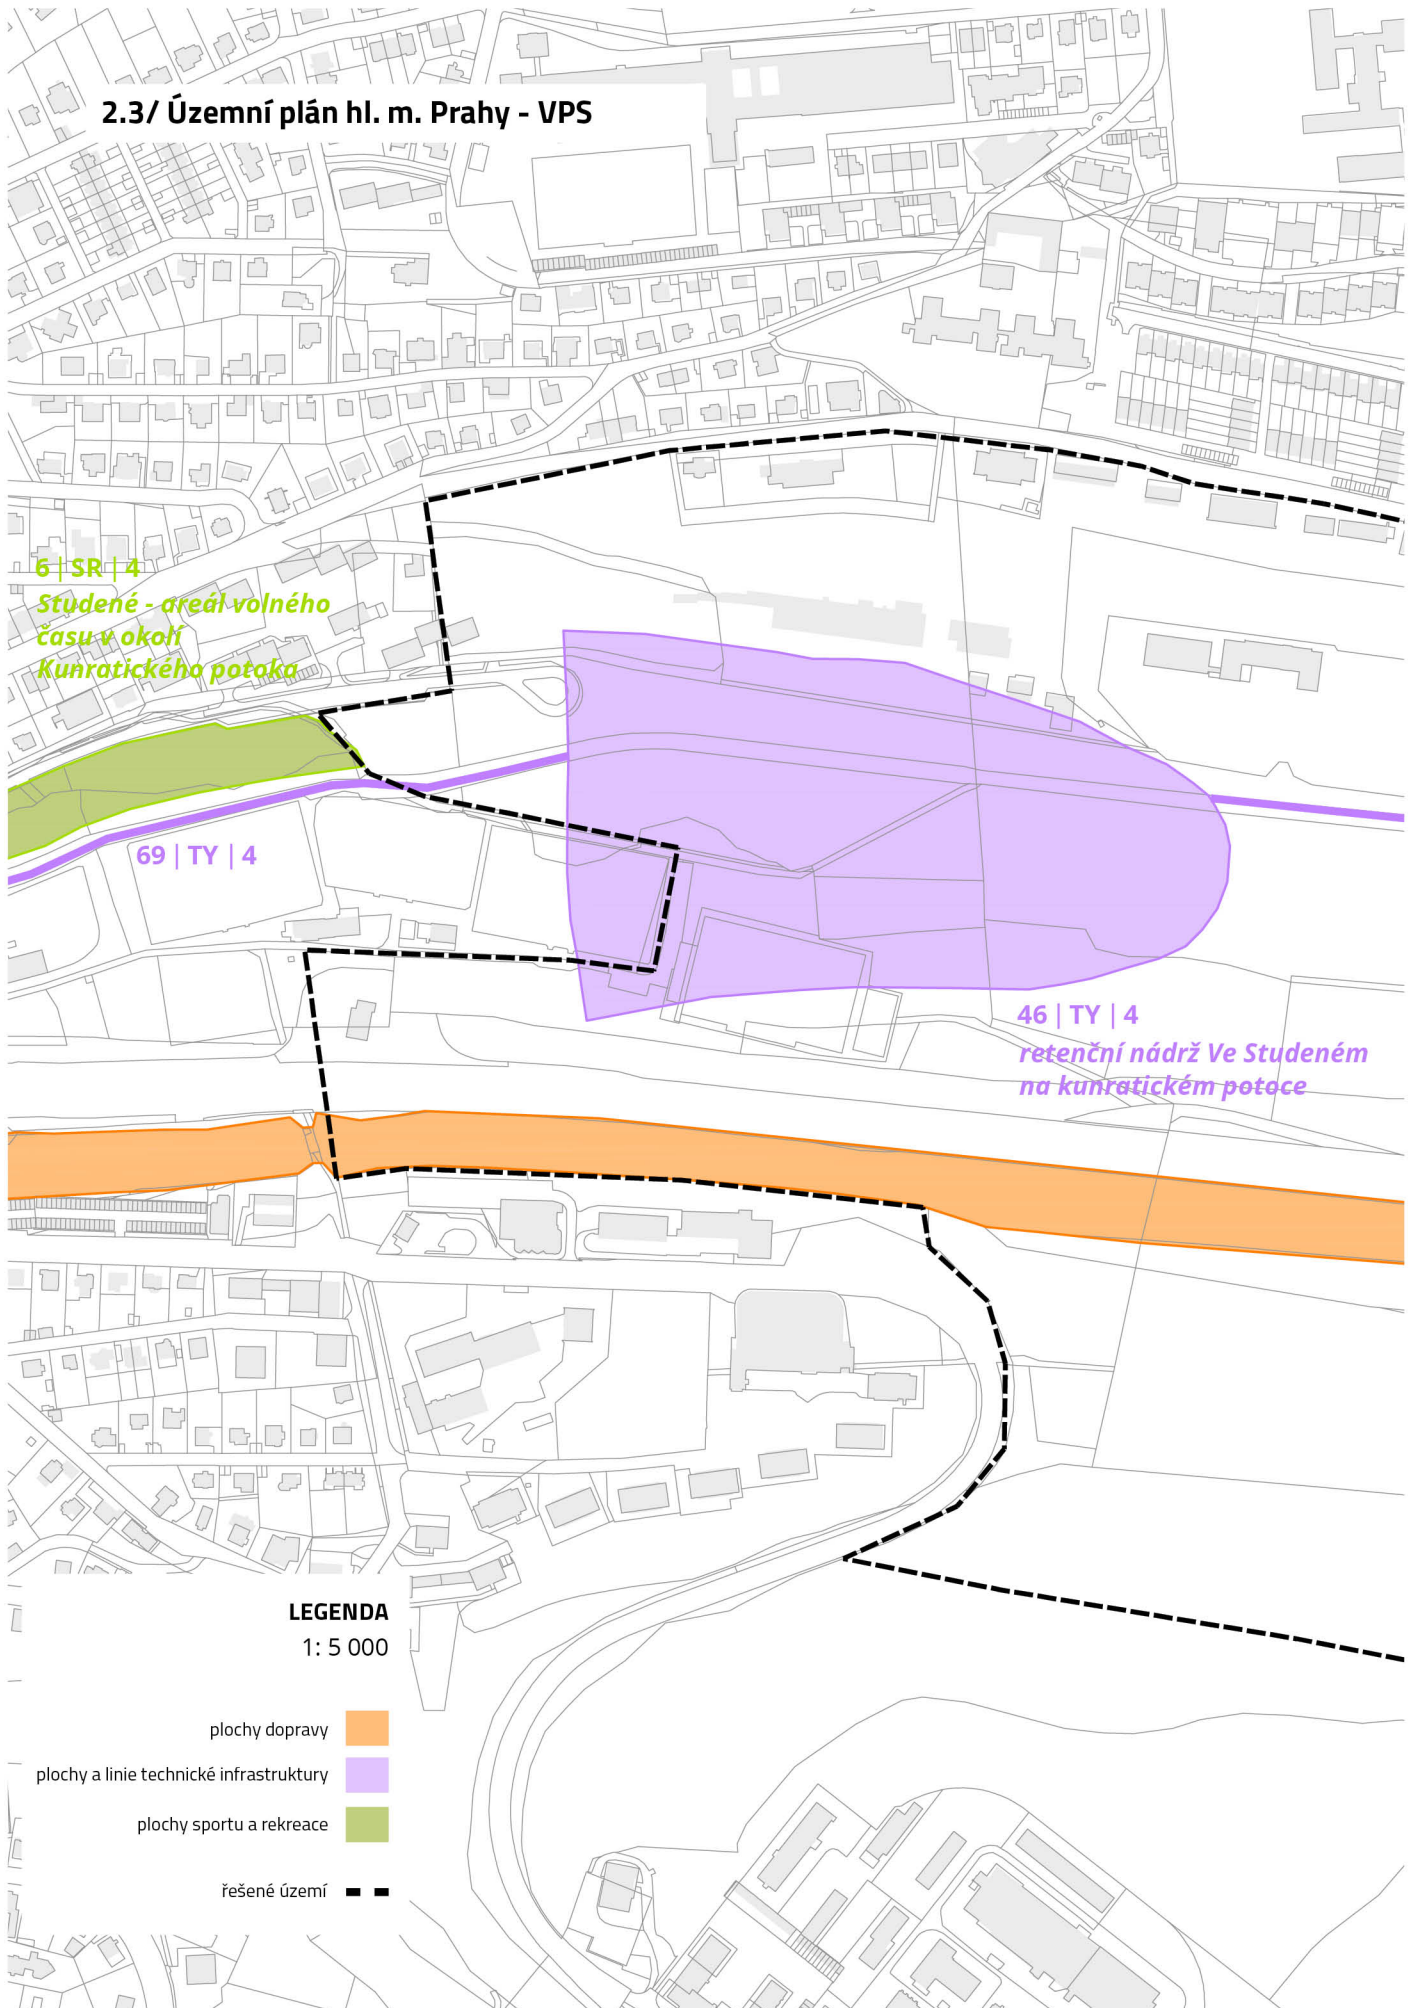 2.3/ Územní plán hl. m. Prahy - VPS
6 | SR | 4
Studené - areál volného
času v okolí
Kunratického potoka
69 | TY | 4
46 | TY | 4
retenční nádrž Ve Studeném
na kunratickém potoce
LEGENDA
1: 5 000
plochy dopravy
plochy a linie technické infrastruktury
plochy sportu a rekreace
řešené území